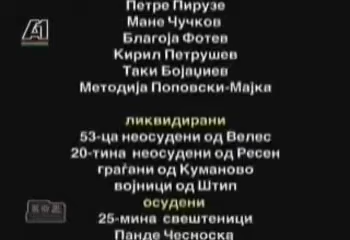 A1
Петре Пирузе
Мане Чучков
Благоја Фотев
Кирил Петрушев
Таки Бојаџиев
Методија Поповски-Мајка
ликвидирани
53-ца неосудени од Велес
20-тина неосудени од Ресен
граѓани од Куманово
војници од Штип
осудени
25-мина свештеници
Панде Чесноска